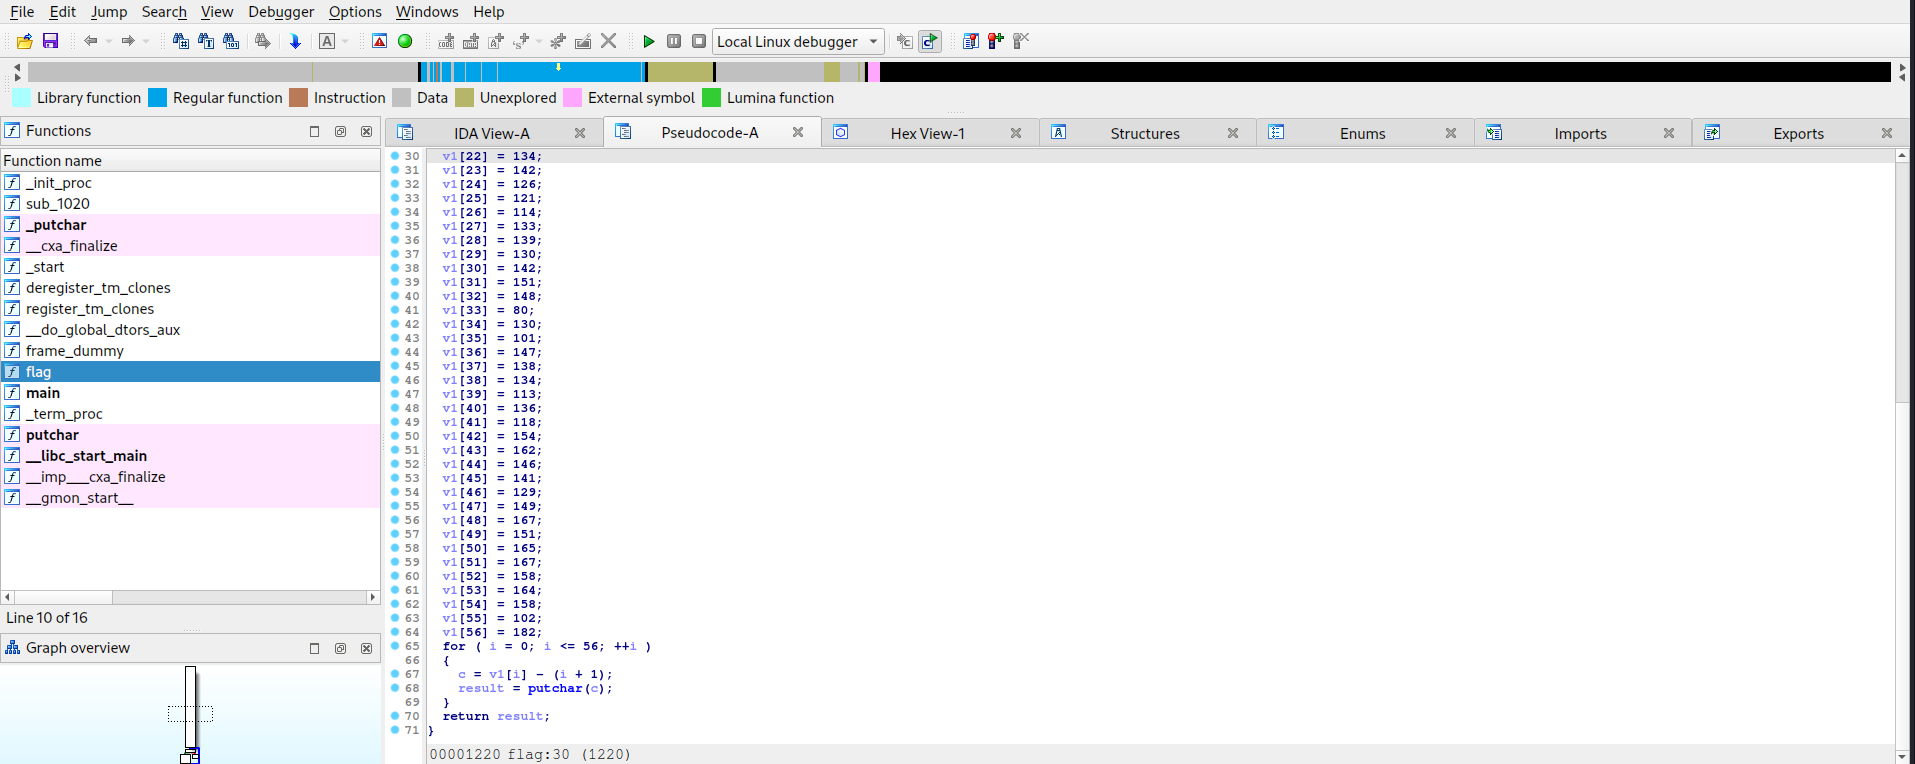 File Edit Jump Search View Debugger Options Windows Help
Local Linux debugger
Library function Regular function Instruction Data Unexplored External symbol Lumina function
Functions
Function name
_init_proc
sub_1020
_putchar
__cxa_finalize
_start
deregister_tm_clones
register_tm_clones
__do_global_dtors_aux
frame_dummy
flag
main
_term_proc
putchar
__libc_start_main
__imp___cxa_finalize
__gmon_start__
Line 10 of 16
Graph overview
IDA View-A Pseudocode-A Hex View-1 Structures Enums Imports Exports
30 v1[22] = 134;
31 v1[23] = 142;
32 v1[24] = 126;
33 v1[25] = 121;
34 v1[26] = 114;
35 v1[27] = 133;
36 v1[28] = 139;
37 v1[29] = 130;
38 v1[30] = 142;
39 v1[31] = 151;
40 v1[32] = 148;
41 v1[33] = 80;
42 v1[34] = 130;
43 v1[35] = 101;
44 v1[36] = 147;
45 v1[37] = 138;
46 v1[38] = 134;
47 v1[39] = 113;
48 v1[40] = 136;
49 v1[41] = 118;
50 v1[42] = 154;
51 v1[43] = 162;
52 v1[44] = 146;
53 v1[45] = 141;
54 v1[46] = 129;
55 v1[47] = 149;
56 v1[48] = 167;
57 v1[49] = 151;
58 v1[50] = 165;
59 v1[51] = 167;
60 v1[52] = 158;
61 v1[53] = 164;
62 v1[54] = 158;
63 v1[55] = 102;
64 v1[56] = 182;
65 for ( i = 0; i <= 56; ++i )
66 {
67 c = v1[i] - (i + 1);
68 result = putchar(c);
69 }
70 return result;
71 }
00001220 flag:30 (1220)